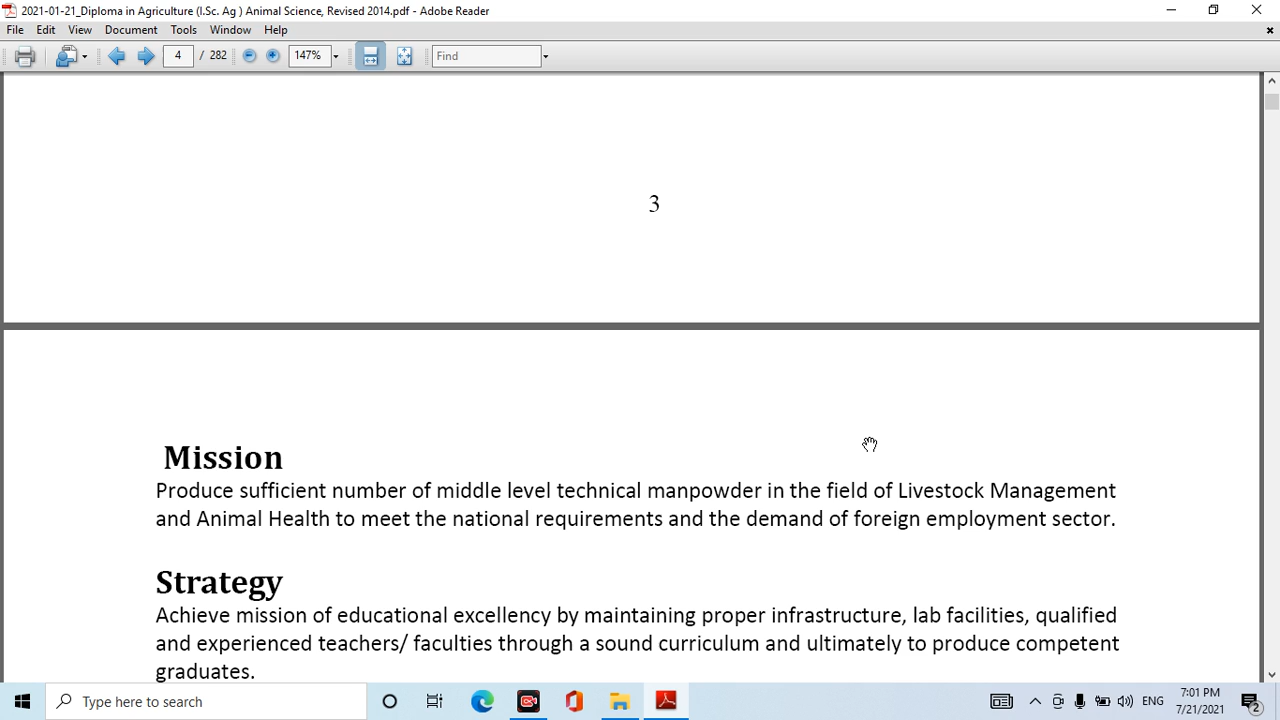 2021-01-21_Diploma in Agriculture (I.Sc. Ag ) Animal Science, Revised 2014.pdf - Adobe Reader
File Edit View Document Tools Window Help
4 / 282 147% Find
3
Mission
Produce sufficient number of middle level technical manpowder in the field of Livestock Management
and Animal Health to meet the national requirements and the demand of foreign employment sector.
Strategy
Achieve mission of educational excellency by maintaining proper infrastructure, lab facilities, qualified
and experienced teachers/ faculties through a sound curriculum and ultimately to produce competent
graduates.
Type here to search
ENG
7:01 PM
7/21/2021
2